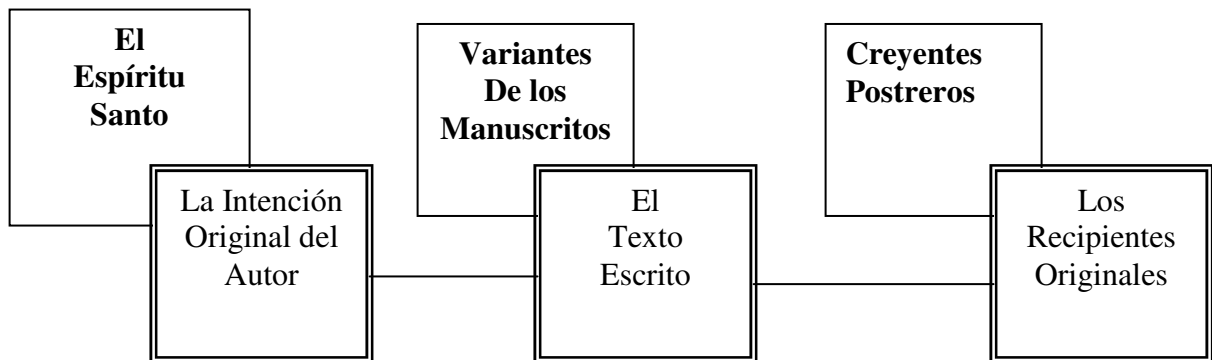 El
Espíritu
Santo
Variantes
De los
Manuscritos
Creyentes
Postreros
La Intención
Original del
Autor
El
Texto
Escrito
Los
Recipientes
Originales